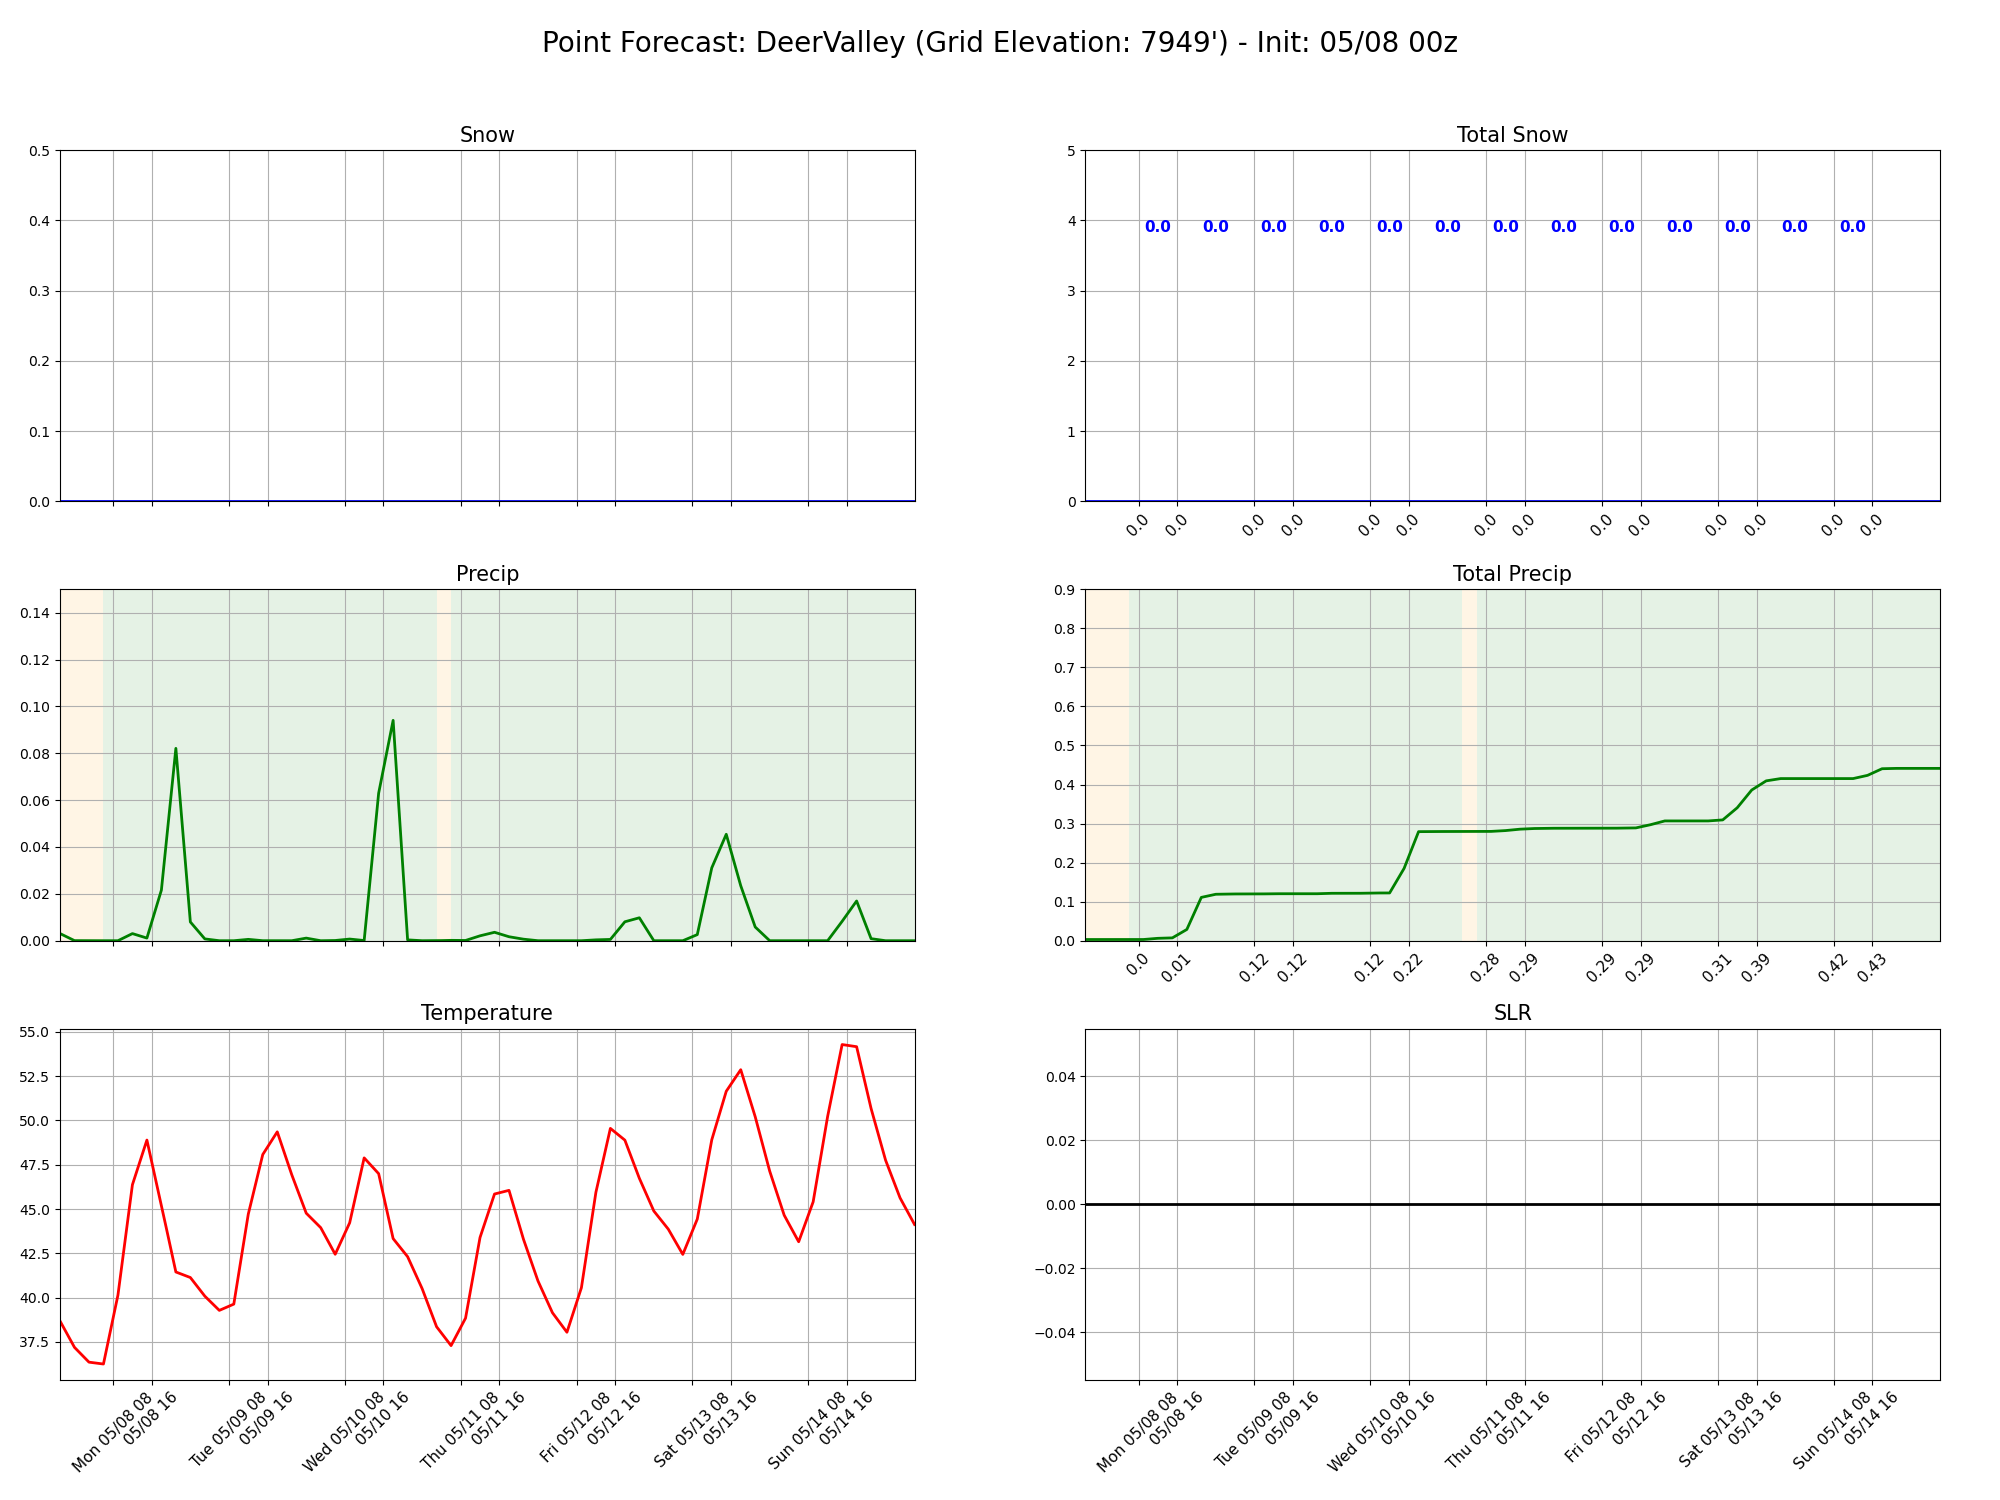 Point Forecast: DeerValley (Grid Elevation: 7949') - Init: 05/08 00z
Snow
0.5
0.4
0.3
0.2
0.1
0.0
Total Snow
5
4
3
2
1
0
0.0 0.0 0.0 0.0 0.0 0.0 0.0 0.0 0.0 0.0 0.0 0.0 0.0
0.0 0.0 0.0 0.0 0.0 0.0 0.0 0.0 0.0 0.0 0.0 0.0 0.0 0.0
Precip
0.14
0.12
0.10
0.08
0.06
0.04
0.02
0.00
Total Precip
0.9
0.8
0.7
0.6
0.5
0.4
0.3
0.2
0.1
0.0
0.0 0.01 0.12 0.12 0.12 0.22 0.28 0.29 0.29 0.29 0.31 0.39 0.42 0.43
Temperature
55.0
52.5
50.0
47.5
45.0
42.5
40.0
37.5
Mon 05/08 08
05/08 16
Tue 05/09 08
05/09 16
Wed 05/10 08
05/10 16
Thu 05/11 08
05/11 16
Fri 05/12 08
05/12 16
Sat 05/13 08
05/13 16
Sun 05/14 08
05/14 16
SLR
0.04
0.02
0.00
−0.02
−0.04
Mon 05/08 08
05/08 16
Tue 05/09 08
05/09 16
Wed 05/10 08
05/10 16
Thu 05/11 08
05/11 16
Fri 05/12 08
05/12 16
Sat 05/13 08
05/13 16
Sun 05/14 08
05/14 16